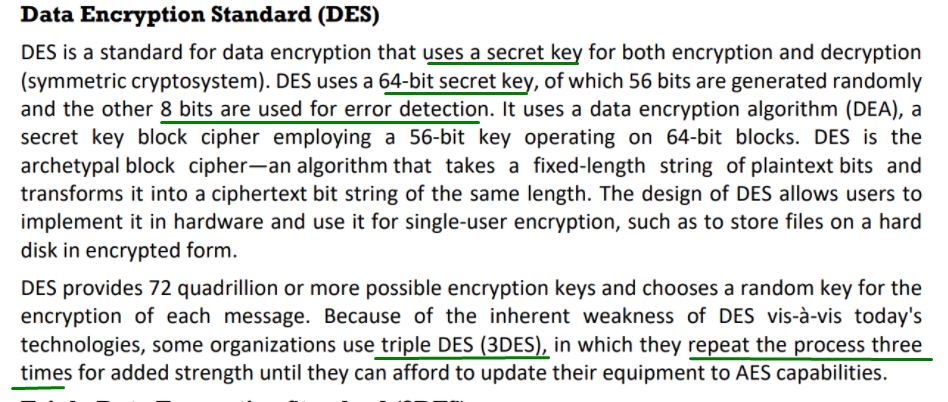 Data Encryption Standard (DES)
DES is a standard for data encryption that uses a secret key for both encryption and decryption
(symmetric cryptosystem). DES uses a 64-bit secret key, of which 56 bits are generated randomly
and the other 8 bits are used for error detection. It uses a data encryption algorithm (DEA), a
secret key block cipher employing a 56-bit key operating on 64-bit blocks. DES is the
archetypal block cipher—an algorithm that takes a fixed-length string of plaintext bits and
transforms it into a ciphertext bit string of the same length. The design of DES allows users to
implement it in hardware and use it for single-user encryption, such as to store files on a hard
disk in encrypted form.
DES provides 72 quadrillion or more possible encryption keys and chooses a random key for the
encryption of each message. Because of the inherent weakness of DES vis-à-vis today's
technologies, some organizations use triple DES (3DES), in which they repeat the process three
times for added strength until they can afford to update their equipment to AES capabilities.